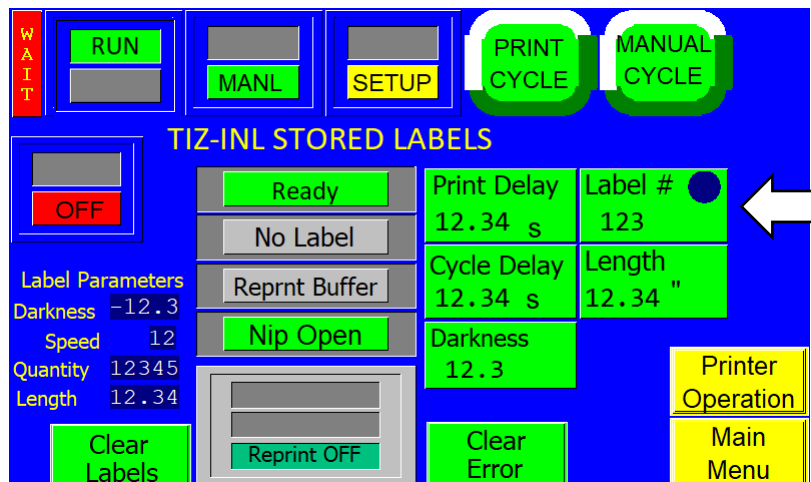 WAIT
RUN
MANL
SETUP
PRINT
CYCLE
MANUAL
CYCLE
TIZ-INL STORED LABELS
OFF
Ready
No Label
Reprnt Buffer
Nip Open
Print Delay
12.34 s
Label #
123
Cycle Delay
12.34 s
Length
12.34 "
Darkness
12.3
Label Parameters
Darkness -12.3
Speed 12
Quantity 12345
Length 12.34
Reprint OFF
Clear
Labels
Clear
Error
Printer
Operation
Main
Menu